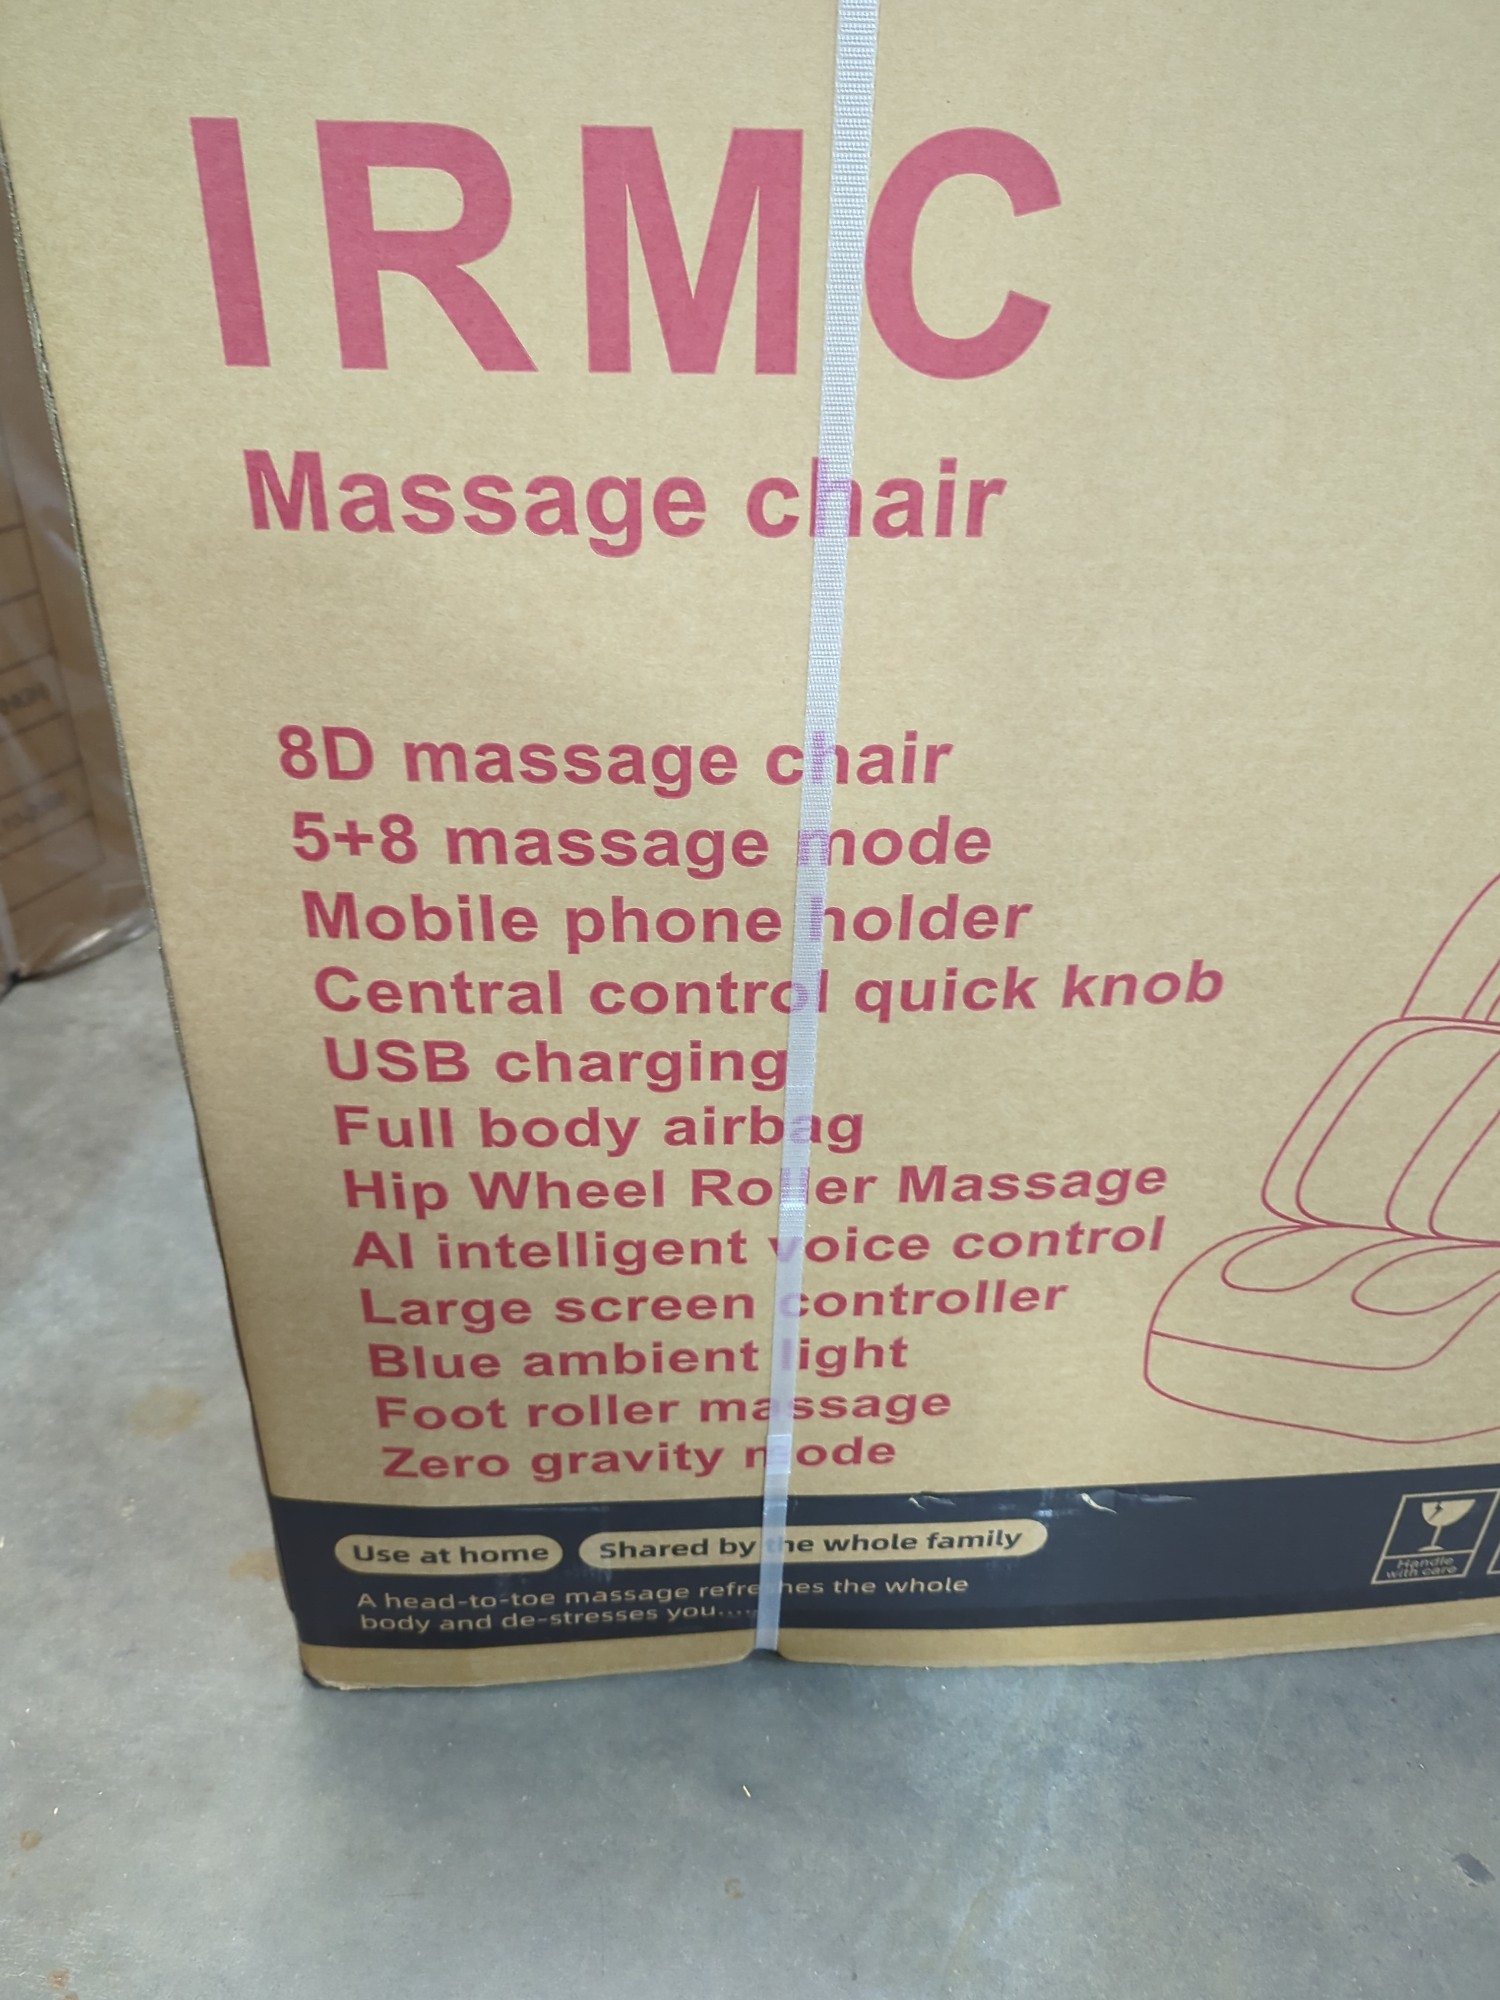 IRMC
Massage chair
8D massage chair
5+8 massage mode
Mobile phone holder
Central control quick knob
USB charging
Full body airbag
Hip Wheel Roller Massage
AI intelligent voice control
Large screen controller
Blue ambient light
Foot roller massage
Zero gravity mode
Use at home
Shared by the whole family
A head-to-toe massage refreshes the whole
body and de-stresses you.....
Handle
with care